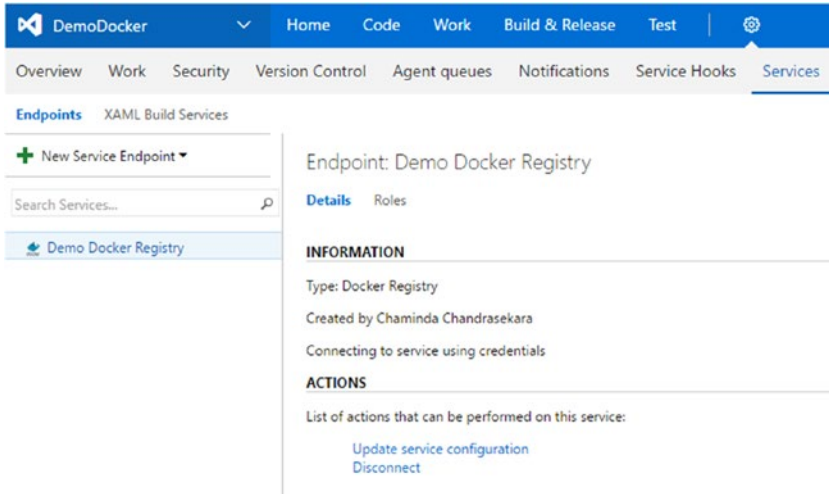 DemoDocker Home Code Work Build & Release Test
Overview Work Security Version Control Agent queues Notifications Service Hooks Services
Endpoints XAML Build Services
New Service Endpoint
Search Services...
Demo Docker Registry
Endpoint: Demo Docker Registry
Details Roles
INFORMATION
Type: Docker Registry
Created by Chaminda Chandrasekara
Connecting to service using credentials
ACTIONS
List of actions that can be performed on this service:
Update service configuration
Disconnect